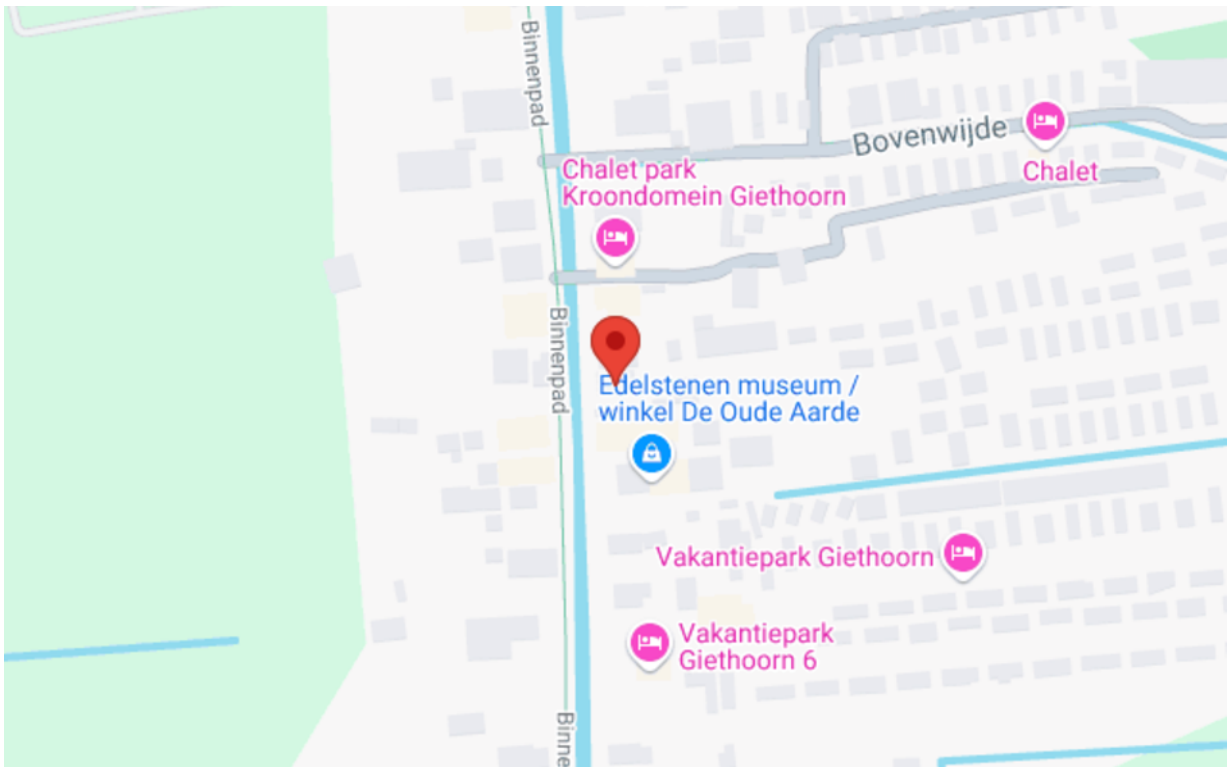 Binnenpad
Bovenwijde
Chalet park
Kroondomein Giethoorn
Chalet
Binnenpad
Edelstenen museum /
winkel De Oude Aarde
Vakantiepark Giethoorn
Vakantiepark
Giethoorn 6
Binne